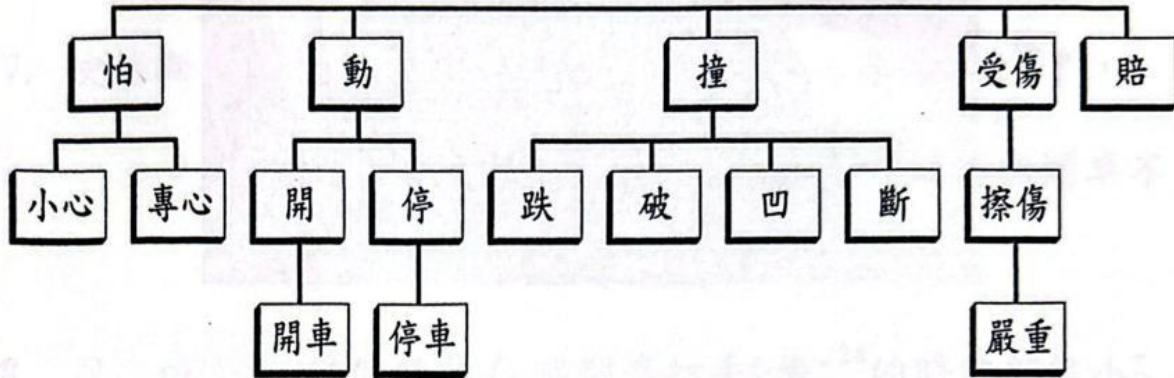 怕 動 撞 受傷 賠
小心 專心 開 停 跌 破 凹 斷 擦傷
開車 停車 嚴重